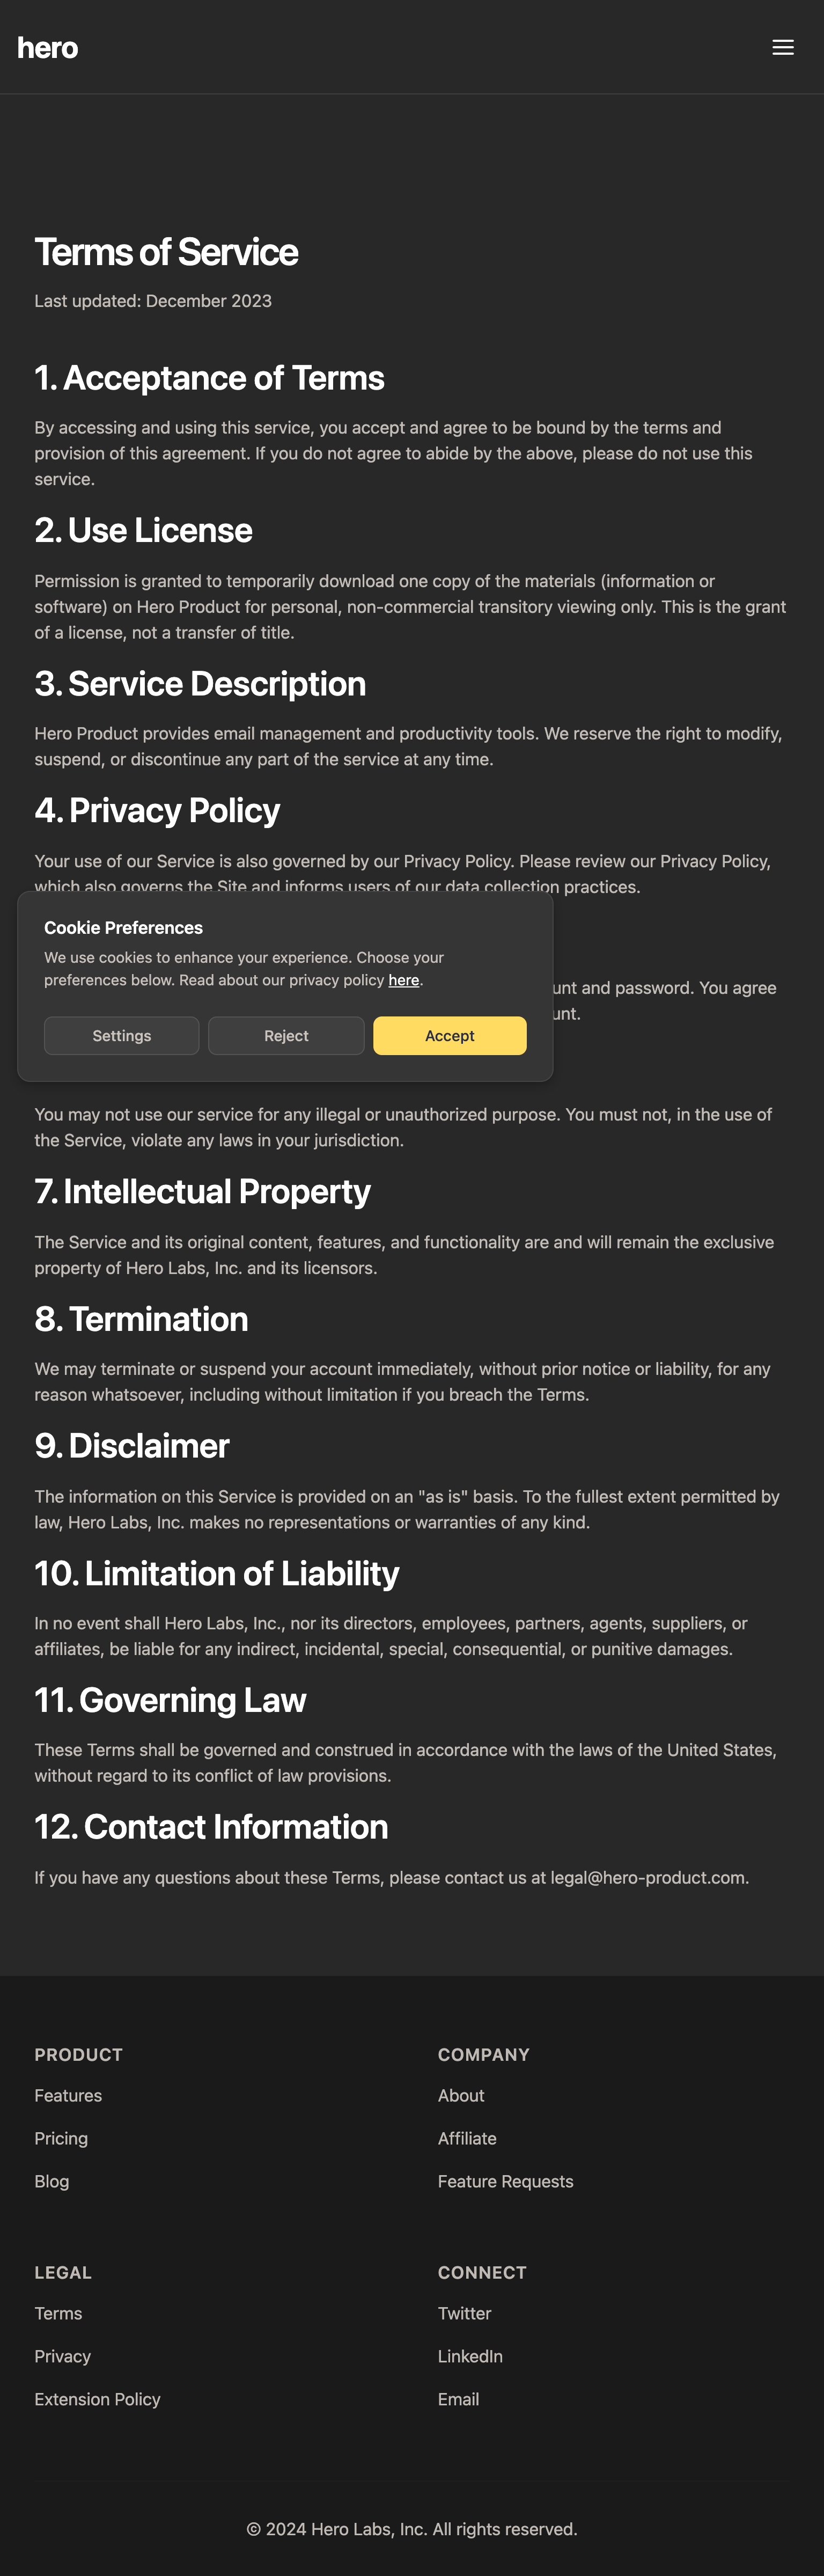 hero
Terms of Service
Last updated: December 2023
1. Acceptance of Terms
By accessing and using this service, you accept and agree to be bound by the terms and
provision of this agreement. If you do not agree to abide by the above, please do not use this
service.
2. Use License
Permission is granted to temporarily download one copy of the materials (information or
software) on Hero Product for personal, non-commercial transitory viewing only. This is the grant
of a license, not a transfer of title.
3. Service Description
Hero Product provides email management and productivity tools. We reserve the right to modify,
suspend, or discontinue any part of the service at any time.
4. Privacy Policy
Your use of our Service is also governed by our Privacy Policy. Please review our Privacy Policy,
which also governs the Site and informs users of our data collection practices.
Cookie Preferences
We use cookies to enhance your experience. Choose your
preferences below. Read about our privacy policy here.
Settings
Reject
Accept
and password. You agree
You may not use our service for any illegal or unauthorized purpose. You must not, in the use of
the Service, violate any laws in your jurisdiction.
7. Intellectual Property
The Service and its original content, features, and functionality are and will remain the exclusive
property of Hero Labs, Inc. and its licensors.
8. Termination
We may terminate or suspend your account immediately, without prior notice or liability, for any
reason whatsoever, including without limitation if you breach the Terms.
9. Disclaimer
The information on this Service is provided on an "as is" basis. To the fullest extent permitted by
law, Hero Labs, Inc. makes no representations or warranties of any kind.
10. Limitation of Liability
In no event shall Hero Labs, Inc., nor its directors, employees, partners, agents, suppliers, or
affiliates, be liable for any indirect, incidental, special, consequential, or punitive damages.
11. Governing Law
These Terms shall be governed and construed in accordance with the laws of the United States,
without regard to its conflict of law provisions.
12. Contact Information
If you have any questions about these Terms, please contact us at legal@hero-product.com.
PRODUCT
Features
Pricing
Blog
COMPANY
About
Affiliate
Feature Requests
LEGAL
Terms
Privacy
Extension Policy
CONNECT
Twitter
LinkedIn
Email
© 2024 Hero Labs, Inc. All rights reserved.